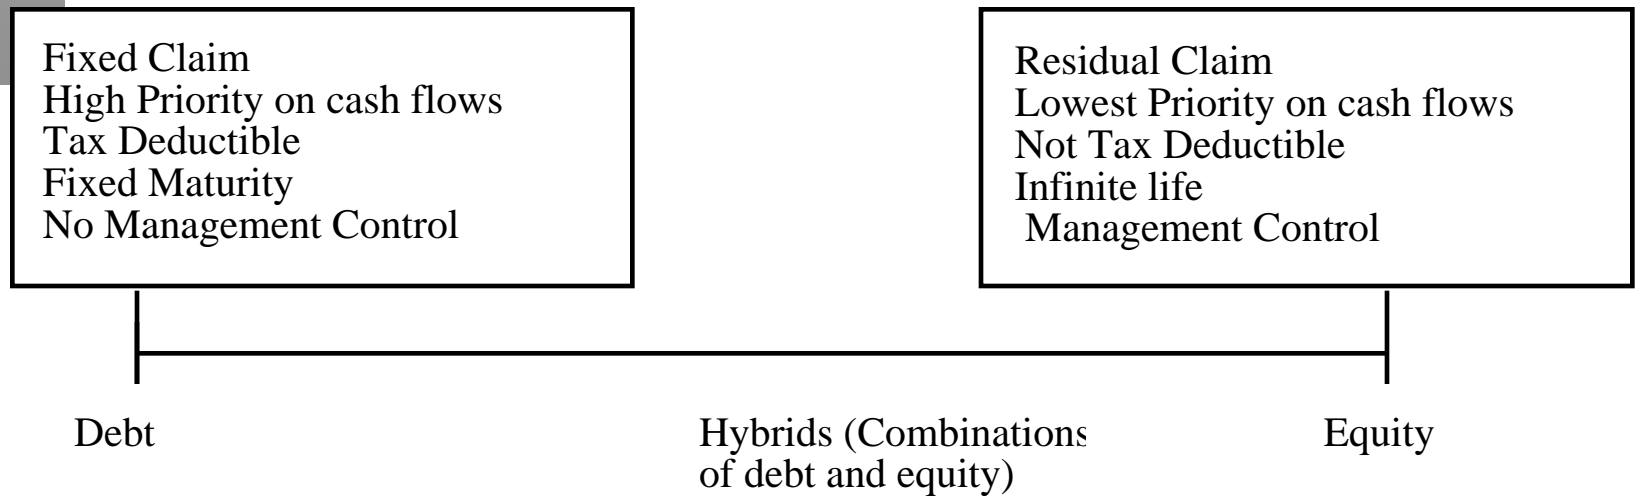 Fixed Claim
High Priority on cash flows
Tax Deductible
Fixed Maturity
No Management Control
Residual Claim
Lowest Priority on cash flows
Not Tax Deductible
Infinite life
Management Control
Debt
Hybrids (Combinations
of debt and equity)
Equity